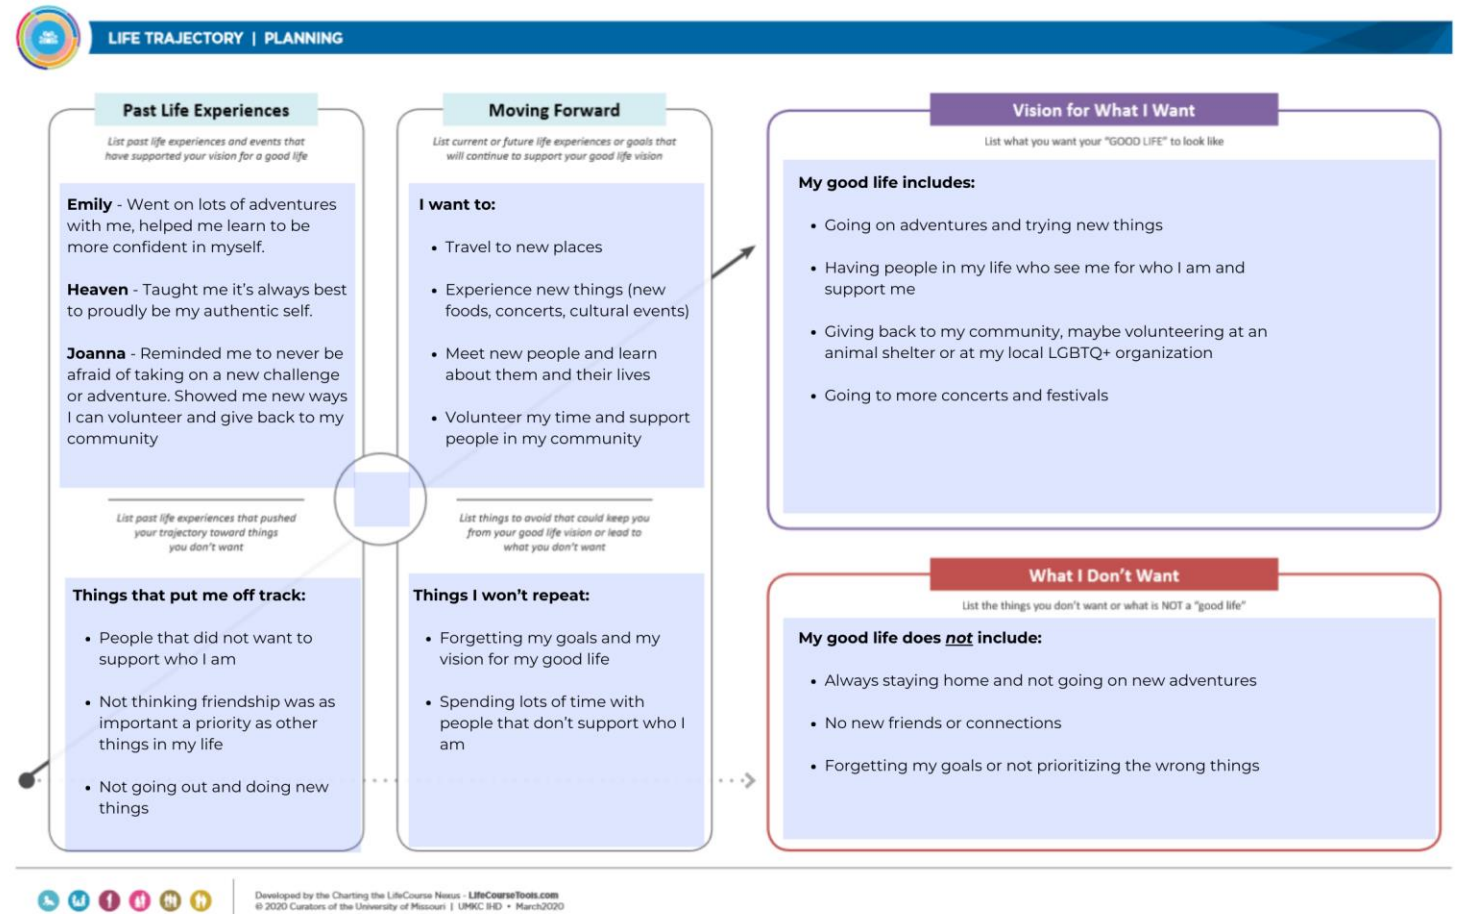 LIFE TRAJECTORY | PLANNING
Past Life Experiences
List past life experiences and events that
have supported your vision for a good life
Emily - Went on lots of adventures
with me, helped me learn to be
more confident in myself.
Heaven - Taught me it's always best
to proudly be my authentic self.
Joanna - Reminded me to never be
afraid of taking on a new challenge
or adventure. Showed me new ways
I can volunteer and give back to my
community
List past life experiences that pushed
your trajectory toward things
you don't want
Things that put me off track:
• People that did not want to
support who I am
• Not thinking friendship was as
important a priority as other
things in my life
• Not going out and doing new
things
Moving Forward
List current or future life experiences or goals that
will continue to support your good life vision
I want to:
• Travel to new places
• Experience new things (new
foods, concerts, cultural events)
• Meet new people and learn
about them and their lives
• Volunteer my time and support
people in my community
List things to avoid that could keep you
from your good life vision or lead to
what you don't want
Things I won't repeat:
• Forgetting my goals and my
vision for my good life
• Spending lots of time with
people that don't support who I
am
Vision for What I Want
List what you want your "GOOD LIFE" to look like
My good life includes:
• Going on adventures and trying new things
• Having people in my life who see me for who I am and
support me
• Giving back to my community, maybe volunteering at an
animal shelter or at my local LGBTQ+ organization
• Going to more concerts and festivals
What I Don't Want
List the things you don't want or what is NOT a "good life"
My good life does not include:
• Always staying home and not going on new adventures
• No new friends or connections
• Forgetting my goals or not prioritizing the wrong things
Developed by the Charting the LifeCourse Nexus - LifeCourseTools.com
© 2020 Curators of the University of Missouri | UMKC IHD • March2020